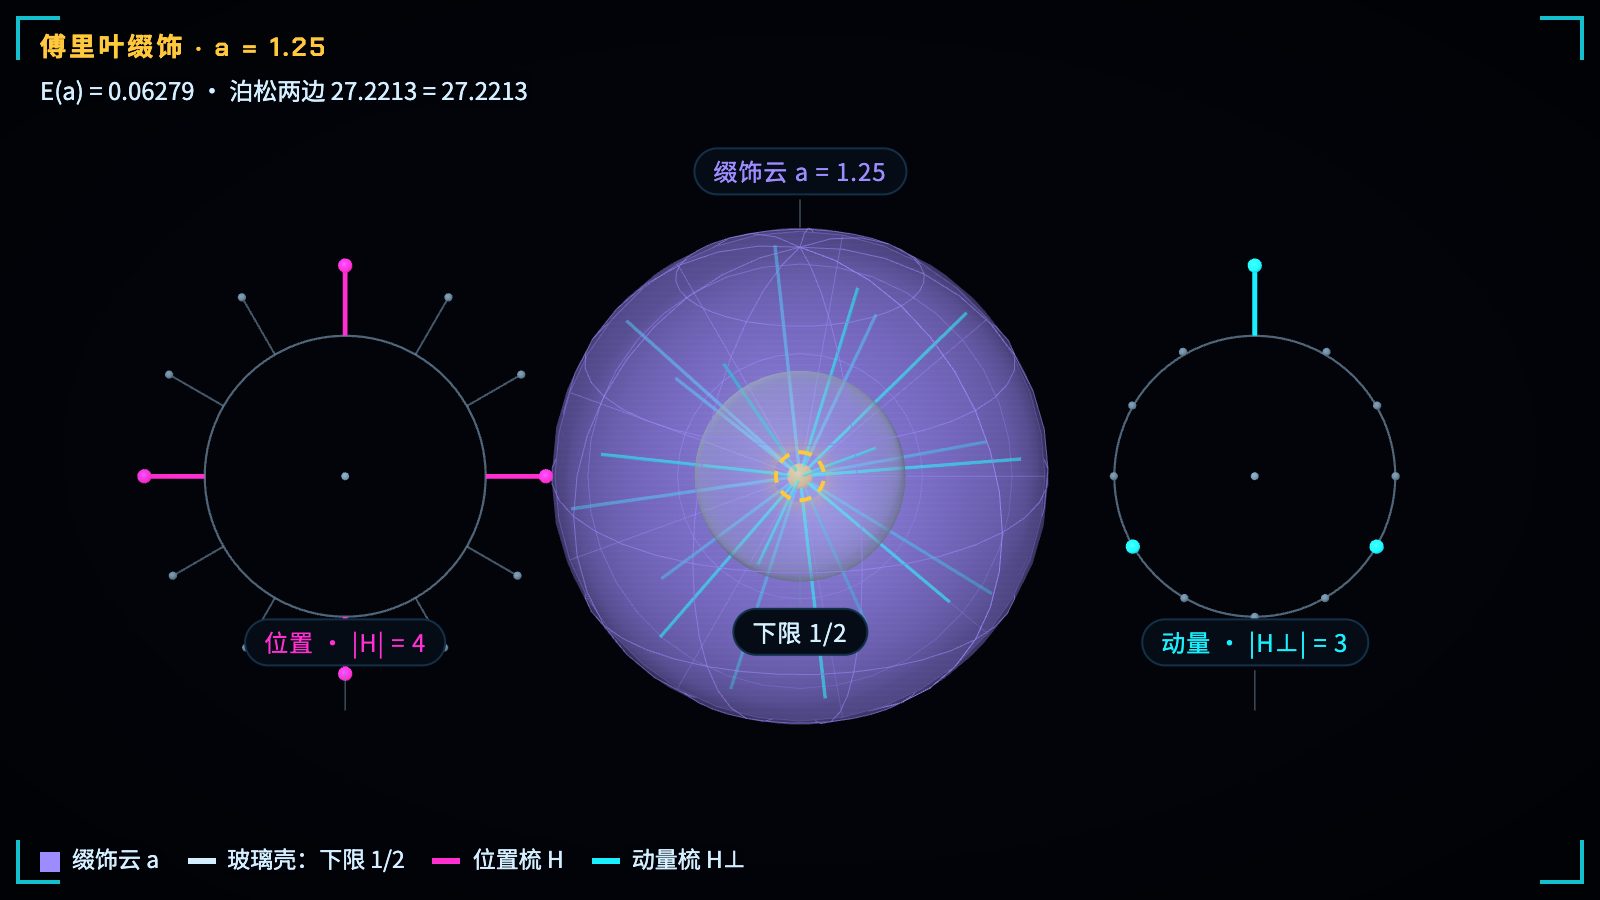 傅里叶缀饰 · a = 1.25
E(a) = 0.06279 · 泊松两边 27.2213 = 27.2213
缀饰云 a = 1.25
下限 1/2
位置 · |H| = 4
动量 · |H⊥| = 3
缀饰云 a
玻璃壳：下限 1/2
位置梳 H
动量梳 H⊥